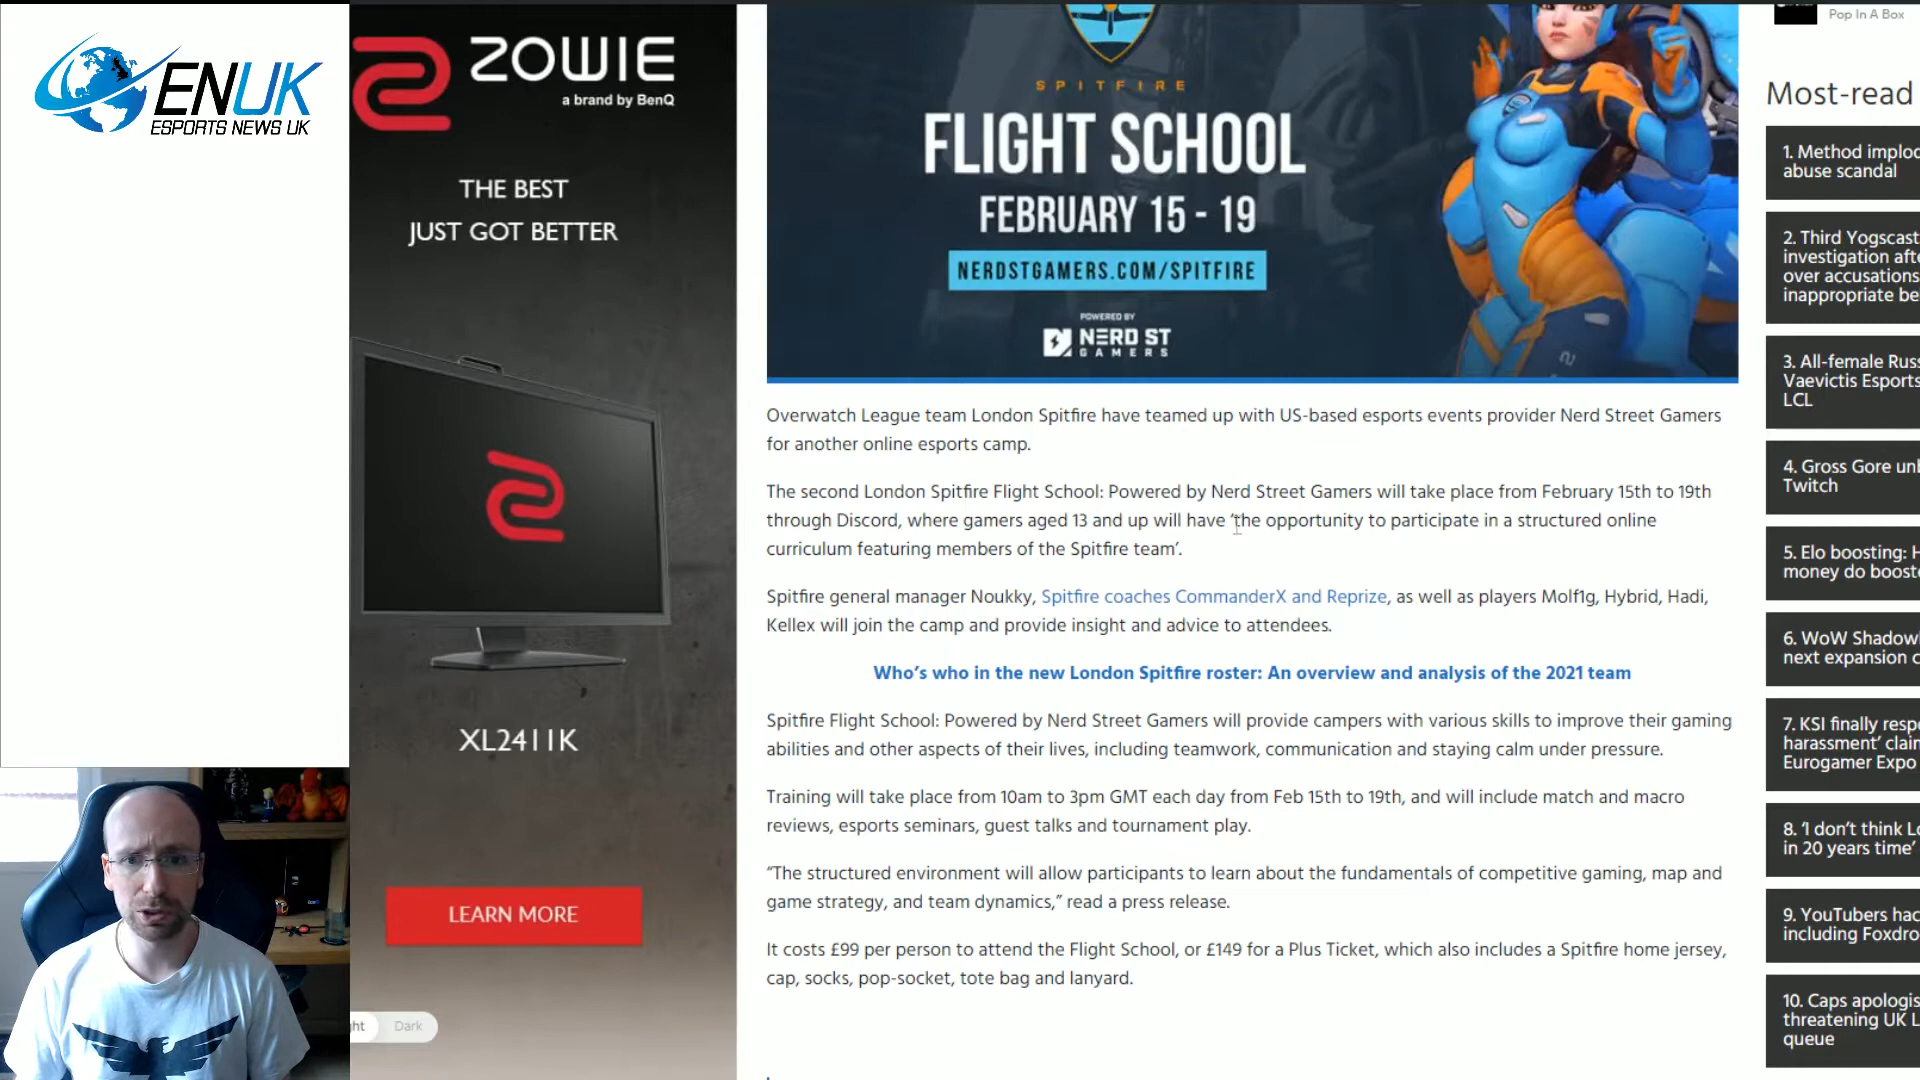 ENUK
ESPORTS NEWS UK
ZOWIE
a brand by BenQ
THE BEST
JUST GOT BETTER
XL2411K
LEARN MORE
ht
Dark
SPITFIRE
FLIGHT SCHOOL
FEBRUARY 15 - 19
NERDSTGAMERS.COM/SPITFIRE
POWERED BY
NERD ST
GAMERS
Overwatch League team London Spitfire have teamed up with US-based esports events provider Nerd Street Gamers
for another online esports camp.
The second London Spitfire Flight School: Powered by Nerd Street Gamers will take place from February 15th to 19th
through Discord, where gamers aged 13 and up will have ‘the opportunity to participate in a structured online
curriculum featuring members of the Spitfire team’.
Spitfire general manager Noukky, Spitfire coaches CommanderX and Reprize, as well as players Molf1g, Hybrid, Hadi,
Kellex will join the camp and provide insight and advice to attendees.
Who’s who in the new London Spitfire roster: An overview and analysis of the 2021 team
Spitfire Flight School: Powered by Nerd Street Gamers will provide campers with various skills to improve their gaming
abilities and other aspects of their lives, including teamwork, communication and staying calm under pressure.
Training will take place from 10am to 3pm GMT each day from Feb 15th to 19th, and will include match and macro
reviews, esports seminars, guest talks and tournament play.
“The structured environment will allow participants to learn about the fundamentals of competitive gaming, map and
game strategy, and team dynamics,” read a press release.
It costs £99 per person to attend the Flight School, or £149 for a Plus Ticket, which also includes a Spitfire home jersey,
cap, socks, pop-socket, tote bag and lanyard.
Pop In A Box
Most-read
1. Method imploc
abuse scandal
2. Third Yogscast
investigation afte
over accusations
inappropriate be
3. All-female Russ
Vaevictis Esports
LCL
4. Gross Gore unb
Twitch
5. Elo boosting: H
money do booste
6. WoW Shadowl
next expansion c
7. KSI finally resp
harassment’ clain
Eurogamer Expo
8. ‘I don’t think Lo
in 20 years time’
9. YouTubers hac
including Foxdro
10. Caps apologis
threatening UK L
queue